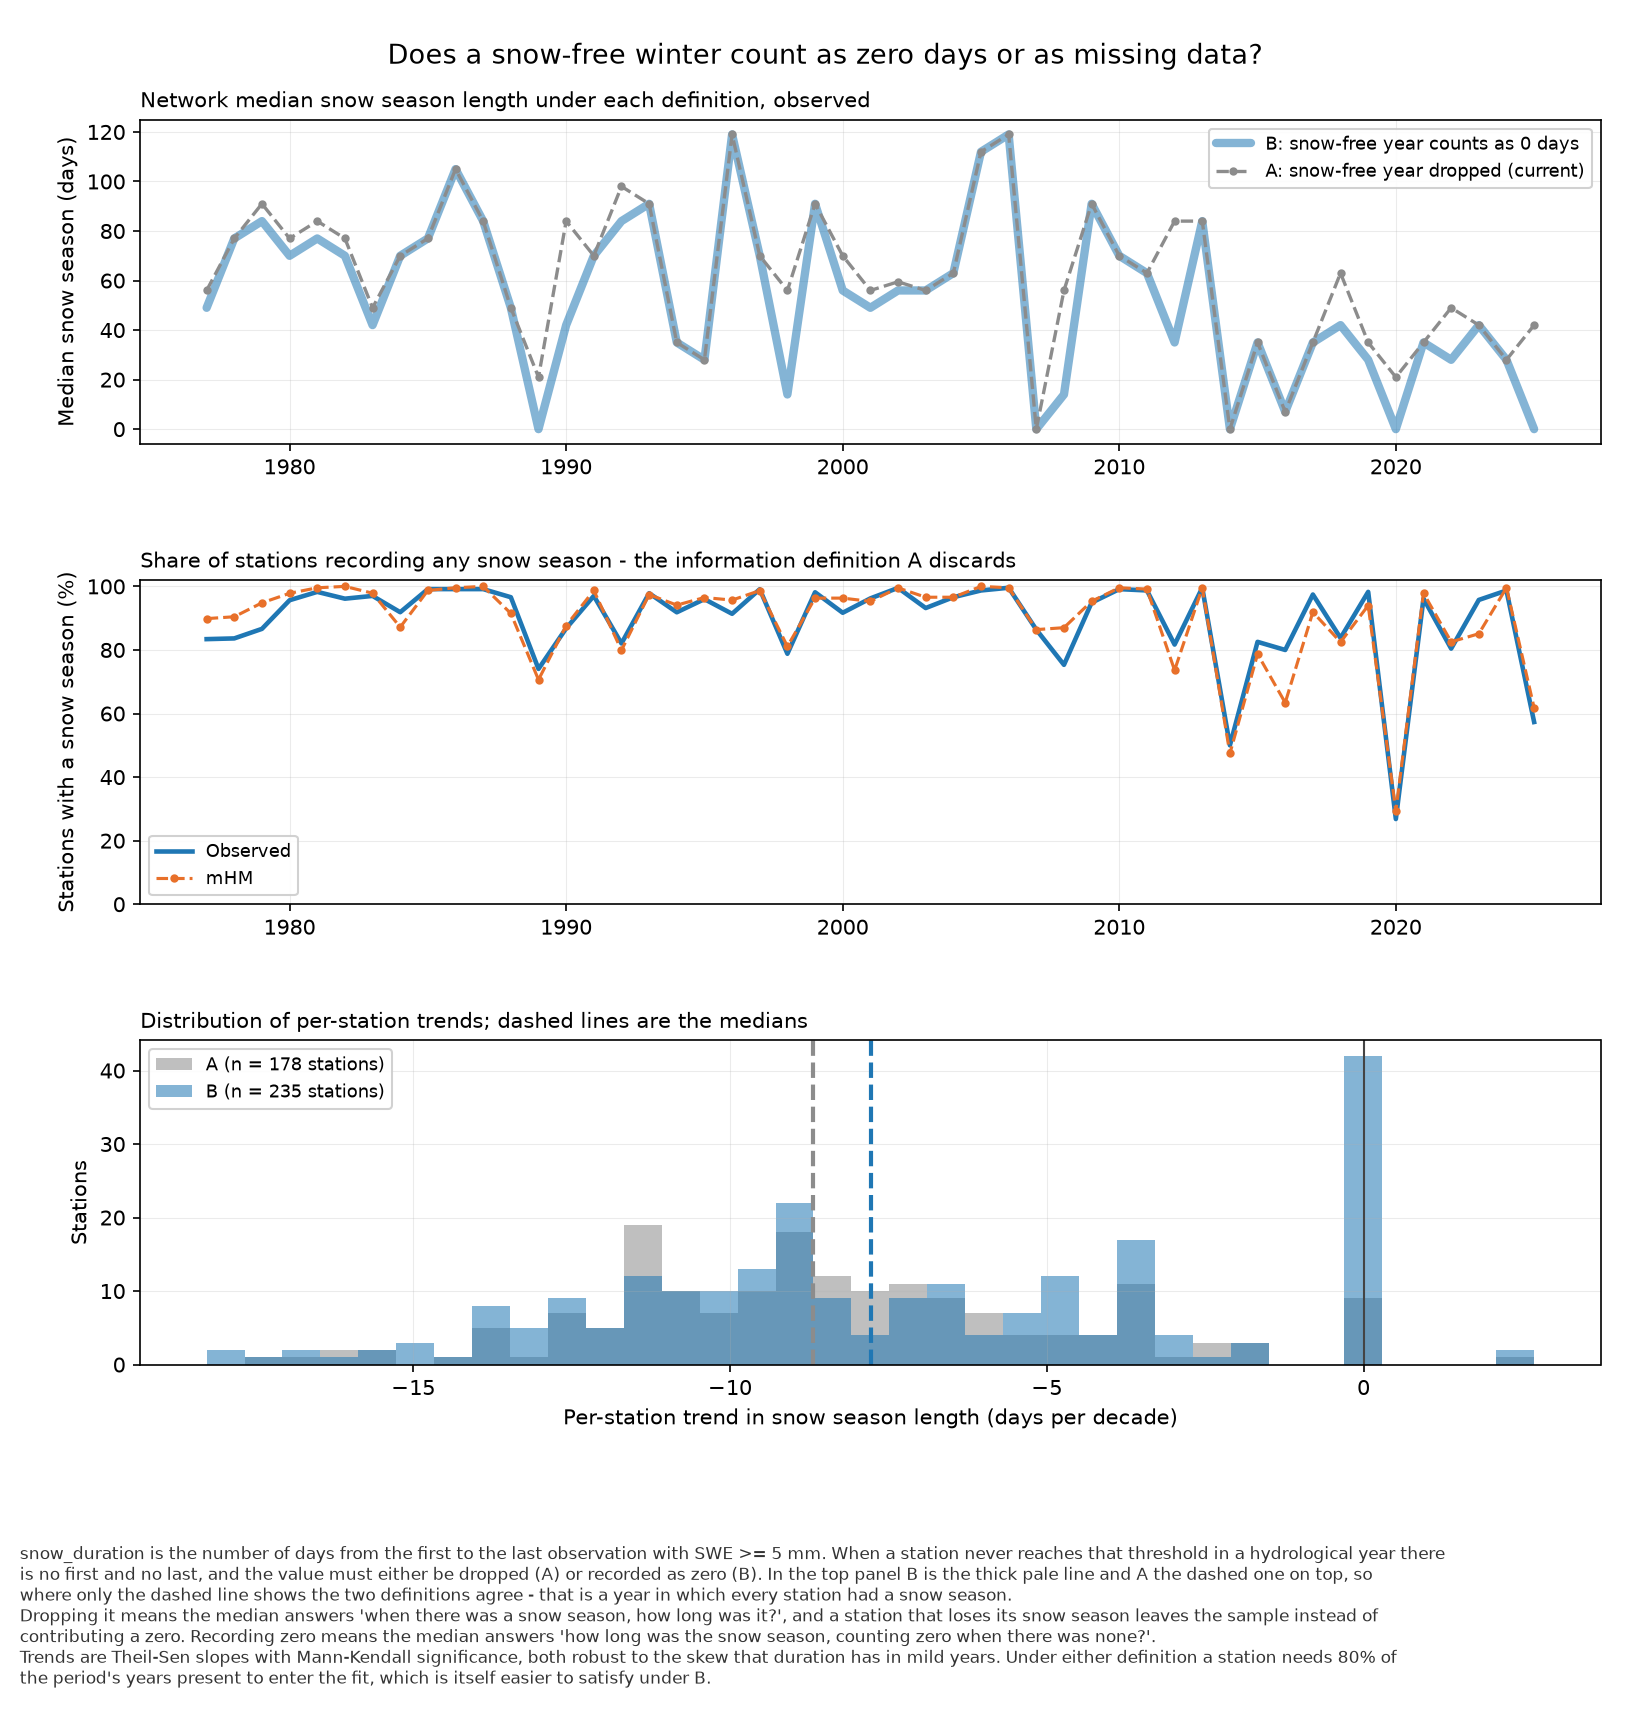 Does a snow-free winter count as zero days or as missing data?
Network median snow season length under each definition, observed
Median snow season (days)
120
100
80
60
40
20
0
B: snow-free year counts as 0 days
A: snow-free year dropped (current)
1980
1990
2000
2010
2020
Share of stations recording any snow season - the information definition A discards
Stations with a snow season (%)
100
80
60
40
20
0
Observed
mHM
1980
1990
2000
2010
2020
Distribution of per-station trends; dashed lines are the medians
Stations
40
30
20
10
0
A (n = 178 stations)
B (n = 235 stations)
−15
−10
−5
0
Per-station trend in snow season length (days per decade)
snow_duration is the number of days from the first to the last observation with SWE >= 5 mm. When a station never reaches that threshold in a hydrological year there
is no first and no last, and the value must either be dropped (A) or recorded as zero (B). In the top panel B is the thick pale line and A the dashed one on top, so
where only the dashed line shows the two definitions agree - that is a year in which every station had a snow season.
Dropping it means the median answers 'when there was a snow season, how long was it?', and a station that loses its snow season leaves the sample instead of
contributing a zero. Recording zero means the median answers 'how long was the snow season, counting zero when there was none?'.
Trends are Theil-Sen slopes with Mann-Kendall significance, both robust to the skew that duration has in mild years. Under either definition a station needs 80% of
the period's years present to enter the fit, which is itself easier to satisfy under B.